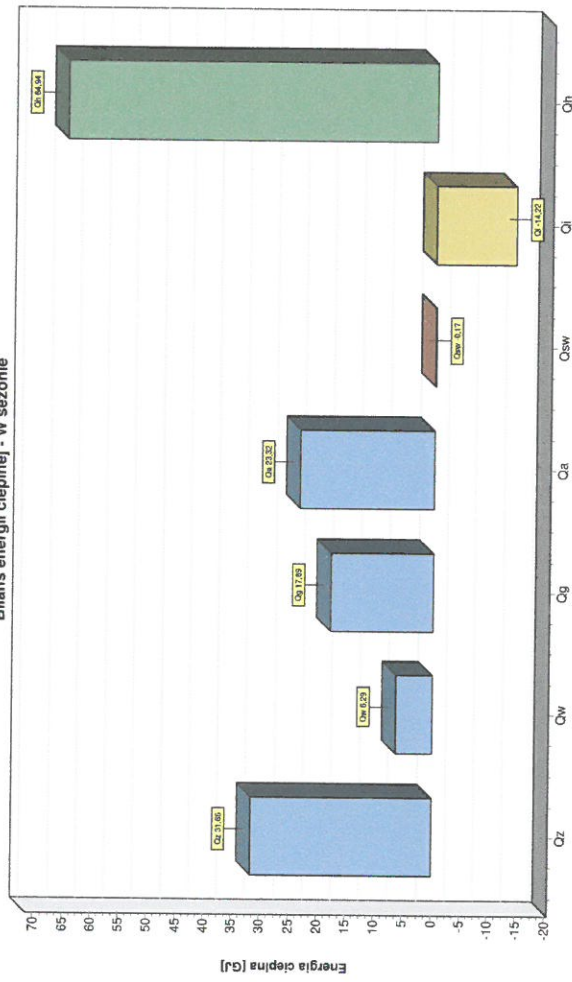 Bilans energii cieplnej - w sezonie
Energia cieplna [GJ]
70
65
60
55
50
45
40
35
30
25
20
15
10
5
0
-5
-10
-15
-20
Qz 31,65
Qw 6,29
Qg 17,89
Qa 23,32
Qsw -0,17
Qi -14,22
Qh 64,94
Qz
Qw
Qg
Qa
Qsw
Qi
Qh